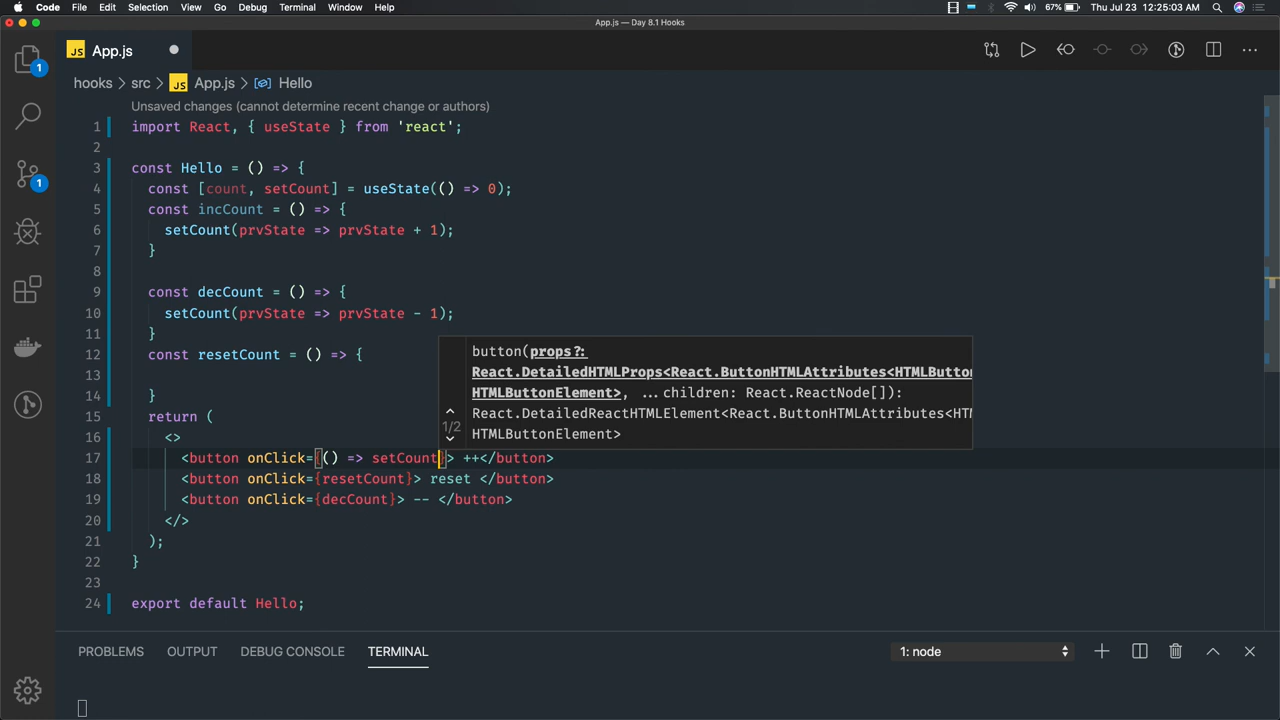 Code File Edit Selection View Go Debug Terminal Window Help 67% Thu Jul 23 12:25:03 AM
App.js — Day 8.1 Hooks
1
JS App.js
hooks > src > JS App.js > Hello
Unsaved changes (cannot determine recent change or authors)
1 import React, { useState } from 'react';
2
3 const Hello = () => {
4 const [count, setCount] = useState(() => 0);
5 const incCount = () => {
6 setCount(prvState => prvState + 1);
7 }
8
9 const decCount = () => {
10 setCount(prvState => prvState - 1);
11 }
12 const resetCount = () => {
13
14 }
15 return (
16 <>
17 <button onClick={() => setCount}> ++</button>
18 <button onClick={resetCount}> reset </button>
19 <button onClick={decCount}> -- </button>
20 </>
21 );
22 }
23
24 export default Hello;
1
button(props?:
React.DetailedHTMLProps<React.ButtonHTMLAttributes<HTMLButton
HTMLButtonElement>, ...children: React.ReactNode[]):
React.DetailedReactHTMLElement<React.ButtonHTMLAttributes<HT
1/2
HTMLButtonElement>
PROBLEMS OUTPUT DEBUG CONSOLE TERMINAL 1: node